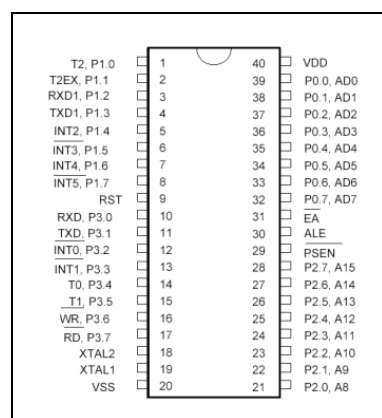 T2, P1.0 1 40 VDD
T2EX, P1.1 2 39 P0.0, AD0
RXD1, P1.2 3 38 P0.1, AD1
TXD1, P1.3 4 37 P0.2, AD2
INT2, P1.4 5 36 P0.3, AD3
INT3, P1.5 6 35 P0.4, AD4
INT4, P1.6 7 34 P0.5, AD5
INT5, P1.7 8 33 P0.6, AD6
RST 9 32 P0.7, AD7
RXD, P3.0 10 31 EA
TXD, P3.1 11 30 ALE
INT0, P3.2 12 29 PSEN
INT1, P3.3 13 28 P2.7, A15
T0, P3.4 14 27 P2.6, A14
T1, P3.5 15 26 P2.5, A13
WR, P3.6 16 25 P2.4, A12
RD, P3.7 17 24 P2.3, A11
XTAL2 18 23 P2.2, A10
XTAL1 19 22 P2.1, A9
VSS 20 21 P2.0, A8